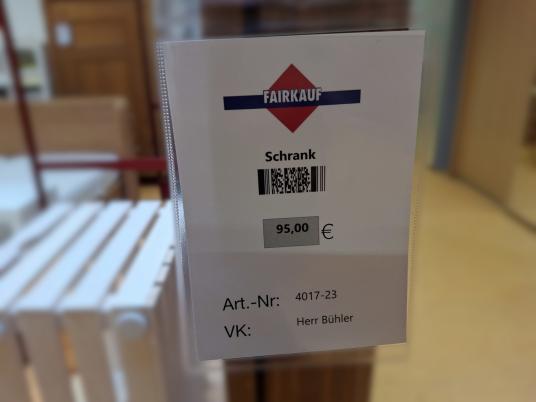 FAIRKAUF
Schrank
95,00 €
Art.-Nr: 4017-23
VK: Herr Bühler